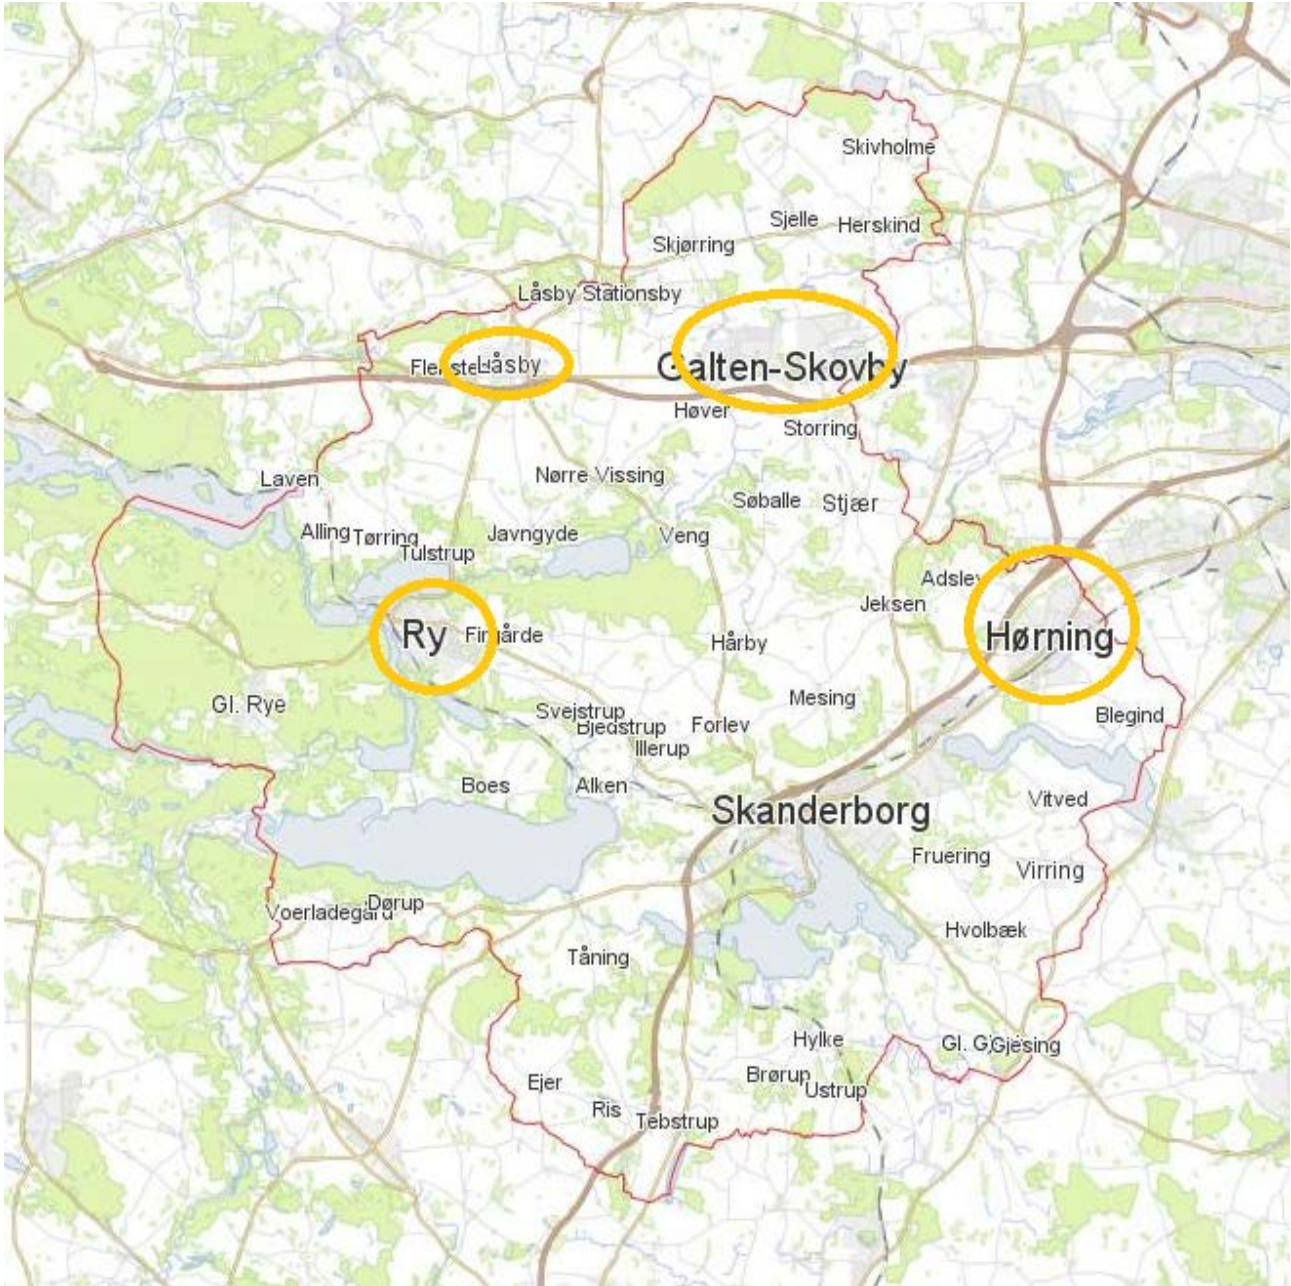 Skivholme
Sjelle
Herskind
Skjørring
Låsby Stationsby
Låsby
Galten-Skovby
Høver
Storring
Laven
Nørre Vissing
Søballe
Stjær
Alling
Tørring
Javngyde
Veng
Tulstrup
Adslev
Jeksen
Ry
Firgårde
Hårby
Hørning
Gl. Rye
Svejstrup
Bjedstrup
Forlev
Mesing
Blegind
Illerup
Boes
Alken
Skanderborg
Vitved
Fruering
Virring
Voerladegård
Dørup
Hvolbæk
Tåning
Hylke
Gl.
Gjesing
Ejer
Brørup
Ustrup
Ris
Tebstrup